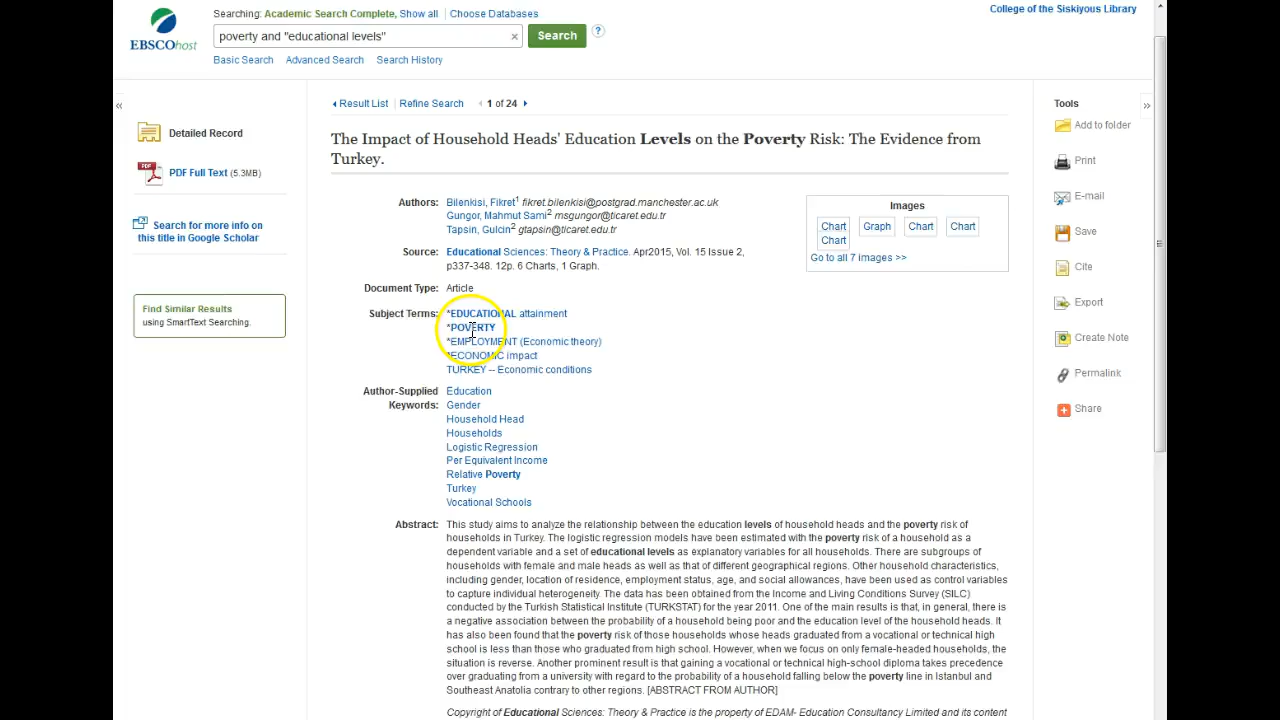 Searching: Academic Search Complete, Show all | Choose Databases
College of the Siskiyous Library
EBSCOhost
poverty and "educational levels" × Search ?
Basic Search Advanced Search Search History
« Result List | Refine Search 1 of 24
Tools »
Detailed Record
PDF Full Text (5.3MB)
Search for more info on
this title in Google Scholar
Find Similar Results
using SmartText Searching.
The Impact of Household Heads' Education Levels on the Poverty Risk: The Evidence from
Turkey.
Authors: Bilenkisi, Fikret1 fikret.bilenkisi@postgrad.manchester.ac.uk
Gungor, Mahmut Sami2 msgungor@ticaret.edu.tr
Tapsin, Gulcin2 gtapsin@ticaret.edu.tr
Source: Educational Sciences: Theory & Practice. Apr2015, Vol. 15 Issue 2,
p337-348. 12p. 6 Charts, 1 Graph.
Document Type: Article
Subject Terms: *EDUCATIONAL attainment
*POVERTY
*EMPLOYMENT (Economic theory)
*ECONOMIC impact
TURKEY -- Economic conditions
Author-Supplied Education
Keywords: Gender
Household Head
Households
Logistic Regression
Per Equivalent Income
Relative Poverty
Turkey
Vocational Schools
Abstract: This study aims to analyze the relationship between the education levels of household heads and the poverty risk of
households in Turkey. The logistic regression models have been estimated with the poverty risk of a household as a
dependent variable and a set of educational levels as explanatory variables for all households. There are subgroups of
households with female and male heads as well as that of different geographical regions. Other household characteristics,
including gender, location of residence, employment status, age, and social allowances, have been used as control variables
to capture individual heterogeneity. The data has been obtained from the Income and Living Conditions Survey (SILC)
conducted by the Turkish Statistical Institute (TURKSTAT) for the year 2011. One of the main results is that, in general, there is
a negative association between the probability of a household being poor and the education level of the household heads. It
has also been found that the poverty risk of those households whose heads graduated from a vocational or technical high
school is less than those who graduated from high school. However, when we focus on only female-headed households, the
situation is reverse. Another prominent result is that gaining a vocational or technical high-school diploma takes precedence
over graduating from a university with regard to the probability of a household falling below the poverty line in Istanbul and
Southeast Anatolia contrary to other regions. [ABSTRACT FROM AUTHOR]
Copyright of Educational Sciences: Theory & Practice is the property of EDAM- Education Consultancy Limited and its content
Images
Chart Graph Chart Chart
Chart
Go to all 7 images >>
Add to folder
Print
E-mail
Save
Cite
Export
Create Note
Permalink
Share